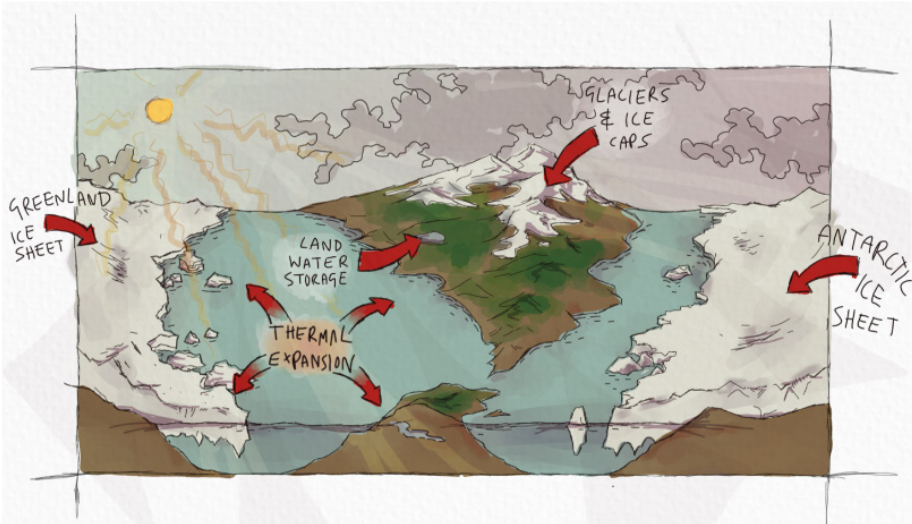 GLACIERS
& ICE
CAPS
GREENLAND
ICE
SHEET
LAND
WATER
STORAGE
ANTARCTIC
ICE
SHEET
THERMAL
EXPANSION